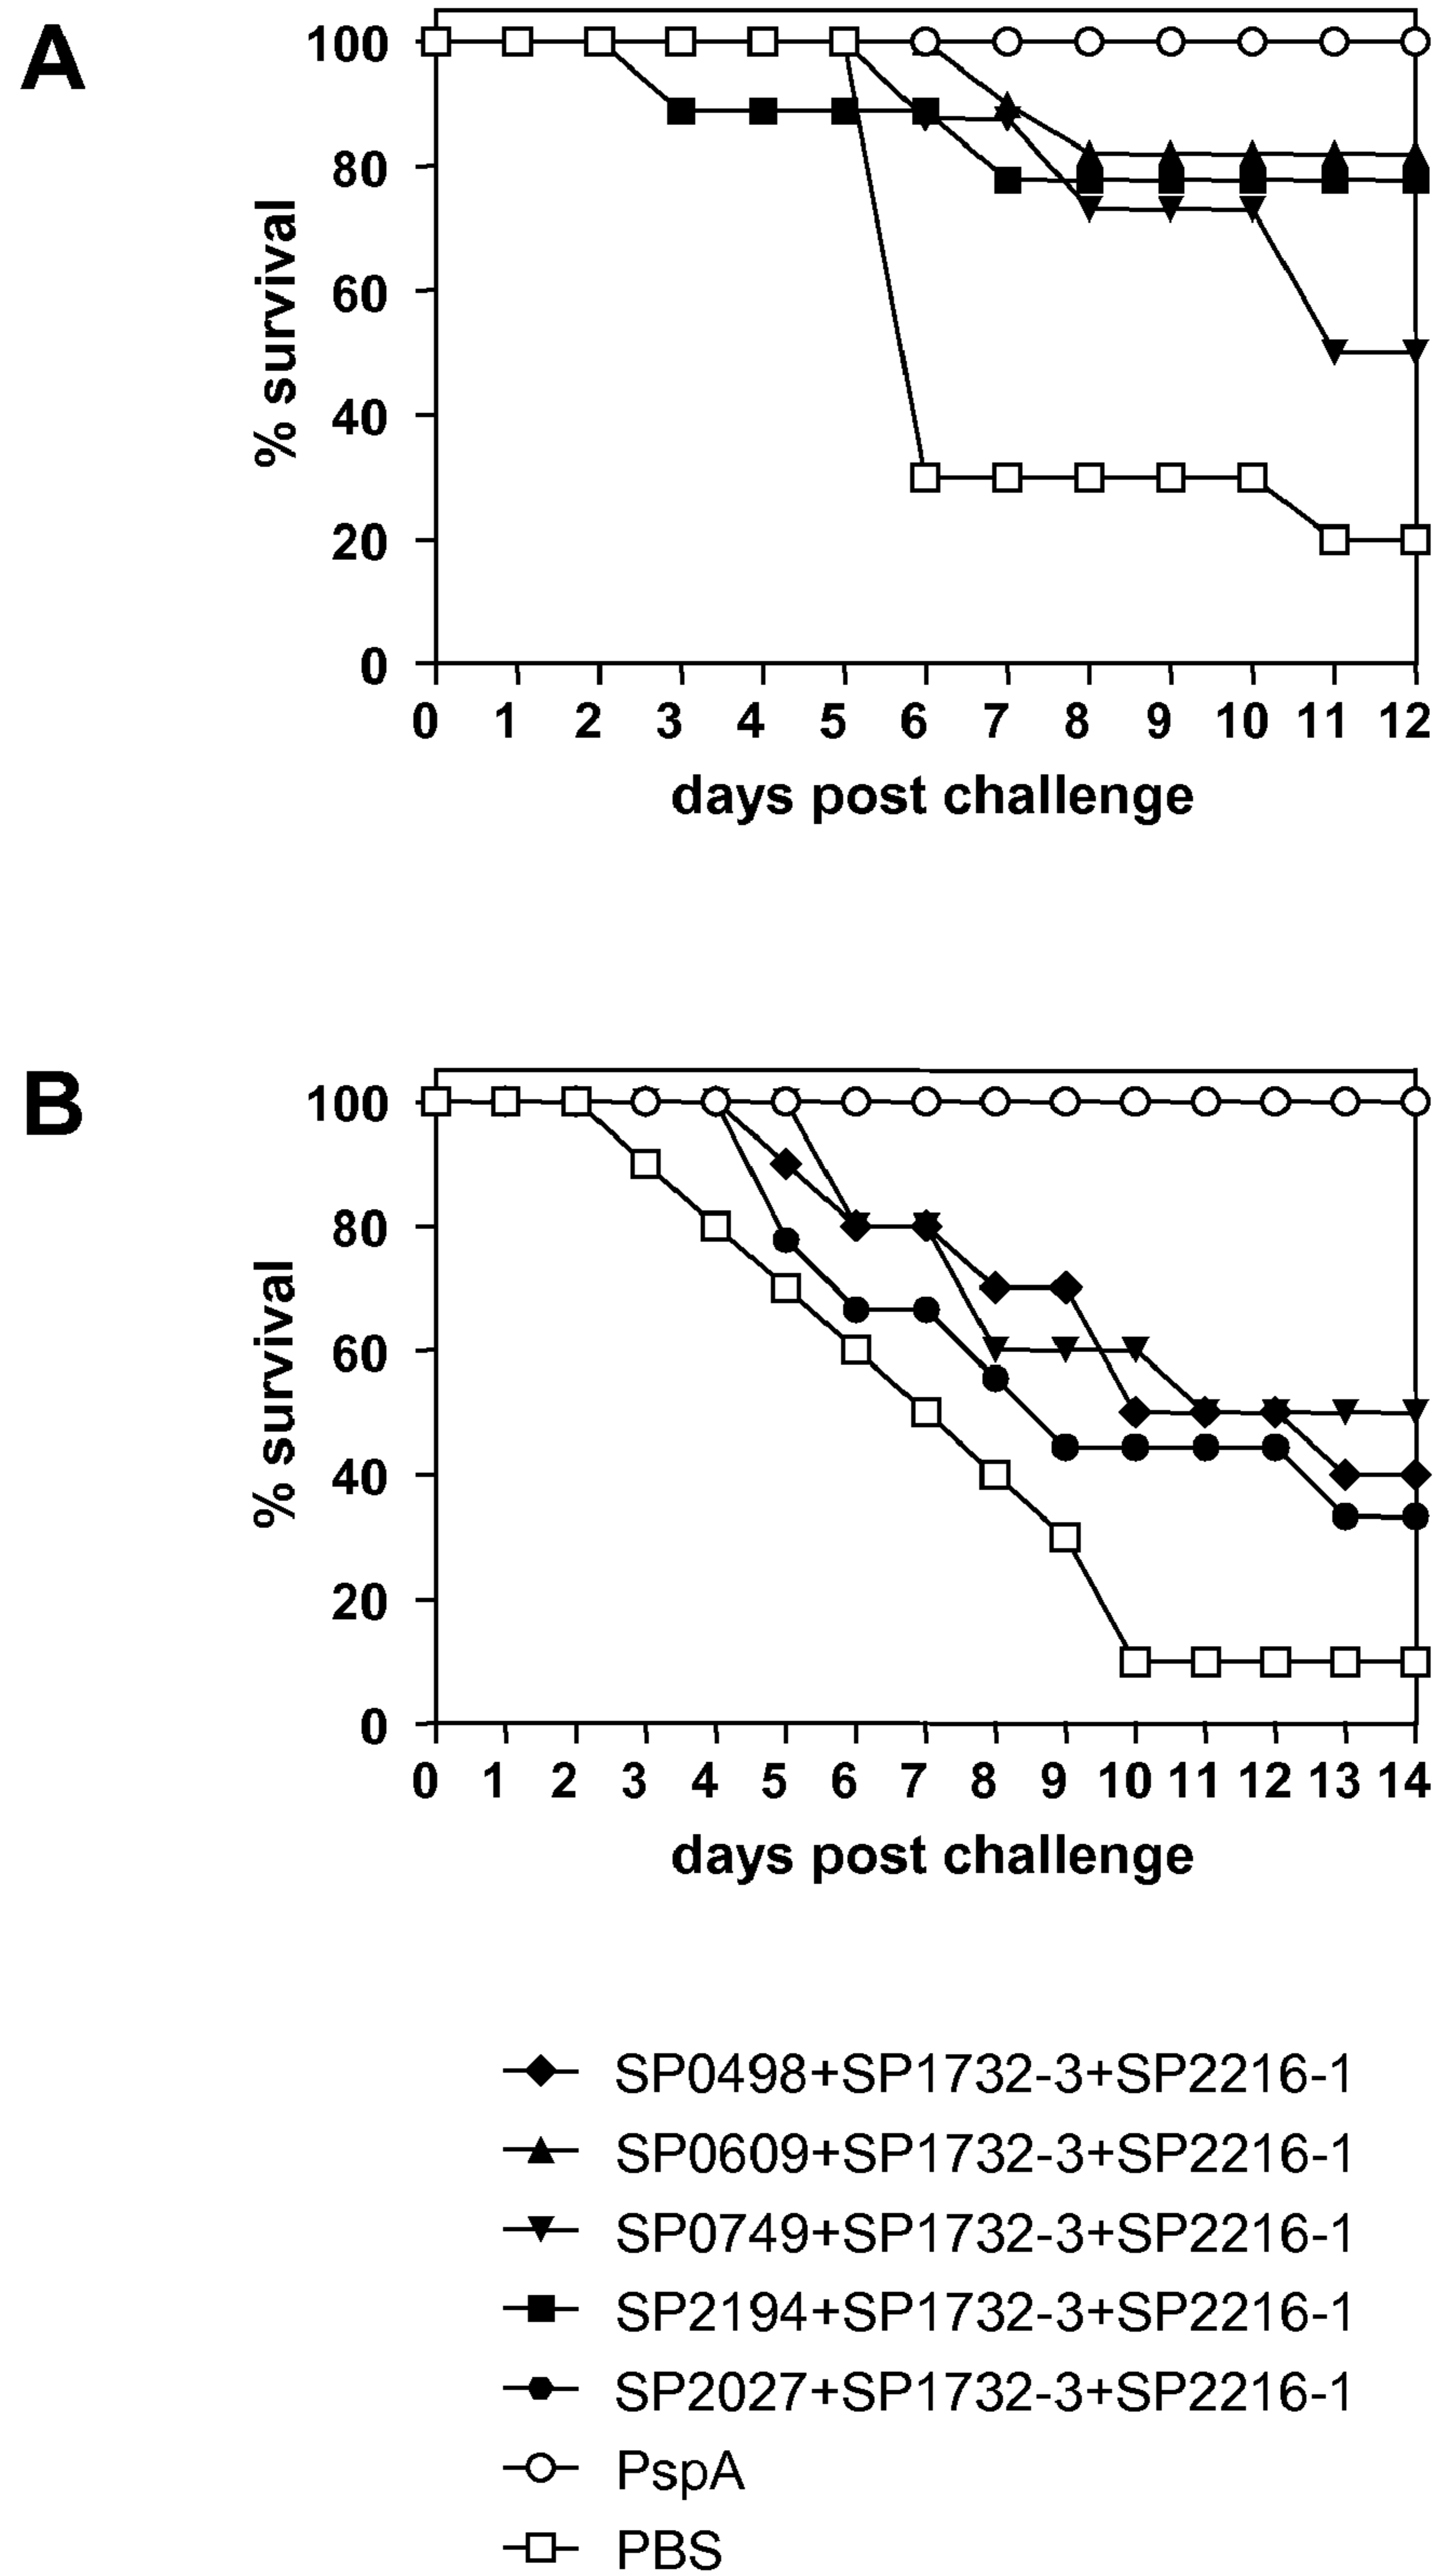 A
% survival
100
80
60
40
20
0
0 1 2 3 4 5 6 7 8 9 10 11 12
days post challenge
B
% survival
100
80
60
40
20
0
0 1 2 3 4 5 6 7 8 9 10 11 12 13 14
days post challenge
SP0498+SP1732-3+SP2216-1
SP0609+SP1732-3+SP2216-1
SP0749+SP1732-3+SP2216-1
SP2194+SP1732-3+SP2216-1
SP2027+SP1732-3+SP2216-1
PspA
PBS